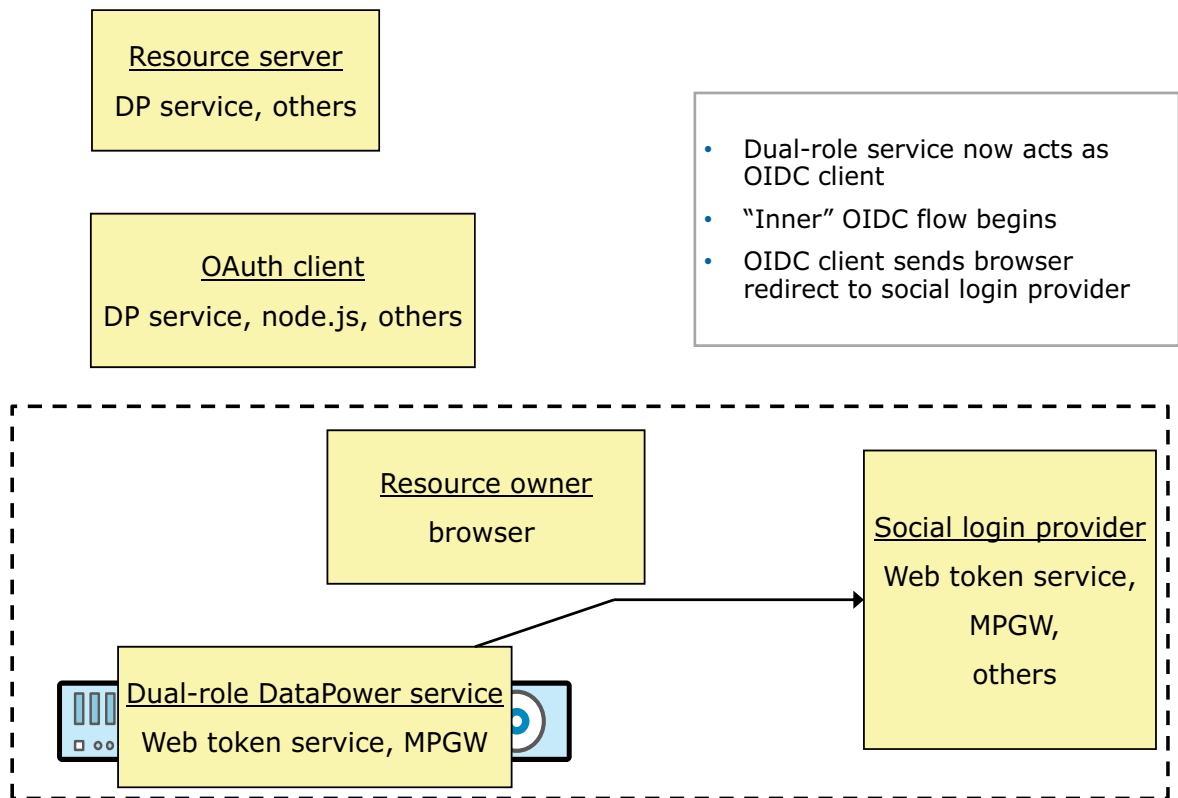 Resource server
DP service, others
• Dual-role service now acts as
OIDC client
• “Inner” OIDC flow begins
• OIDC client sends browser
redirect to social login provider
OAuth client
DP service, node.js, others
Resource owner
browser
Social login provider
Web token service,
MPGW,
others
Dual-role DataPower service
Web token service, MPGW